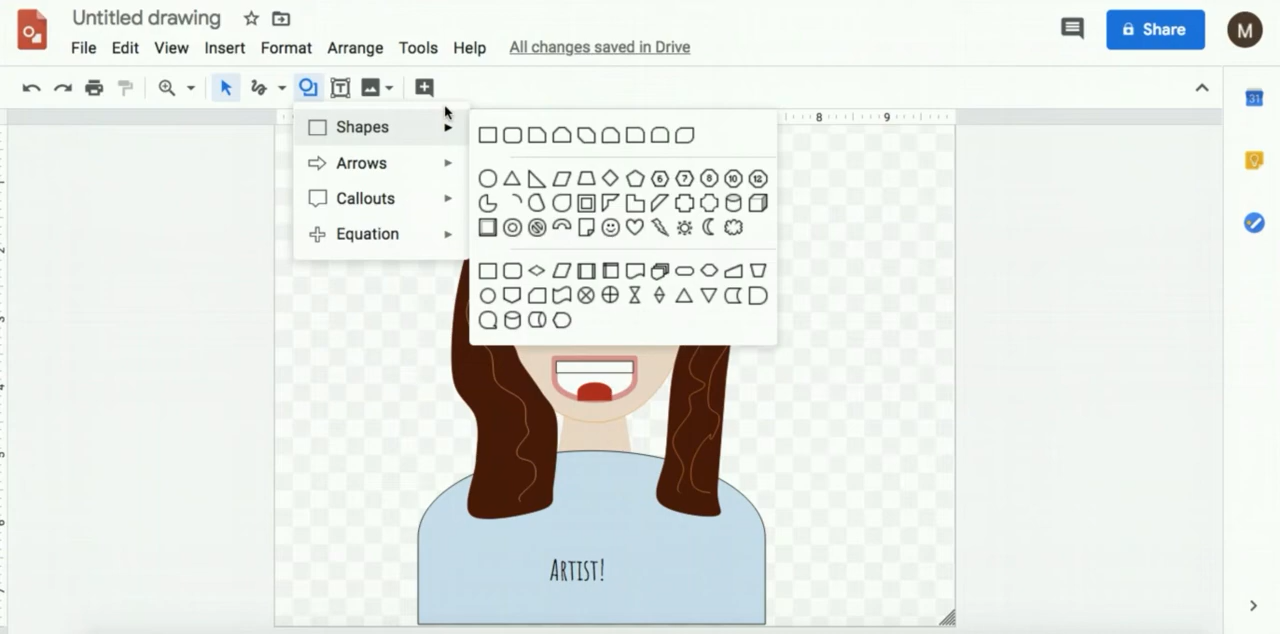 Untitled drawing
File Edit View Insert Format Arrange Tools Help All changes saved in Drive
Share
M
31
8 9
Shapes
Arrows
Callouts
Equation
6 7 8 10 12
T
ARTIST!